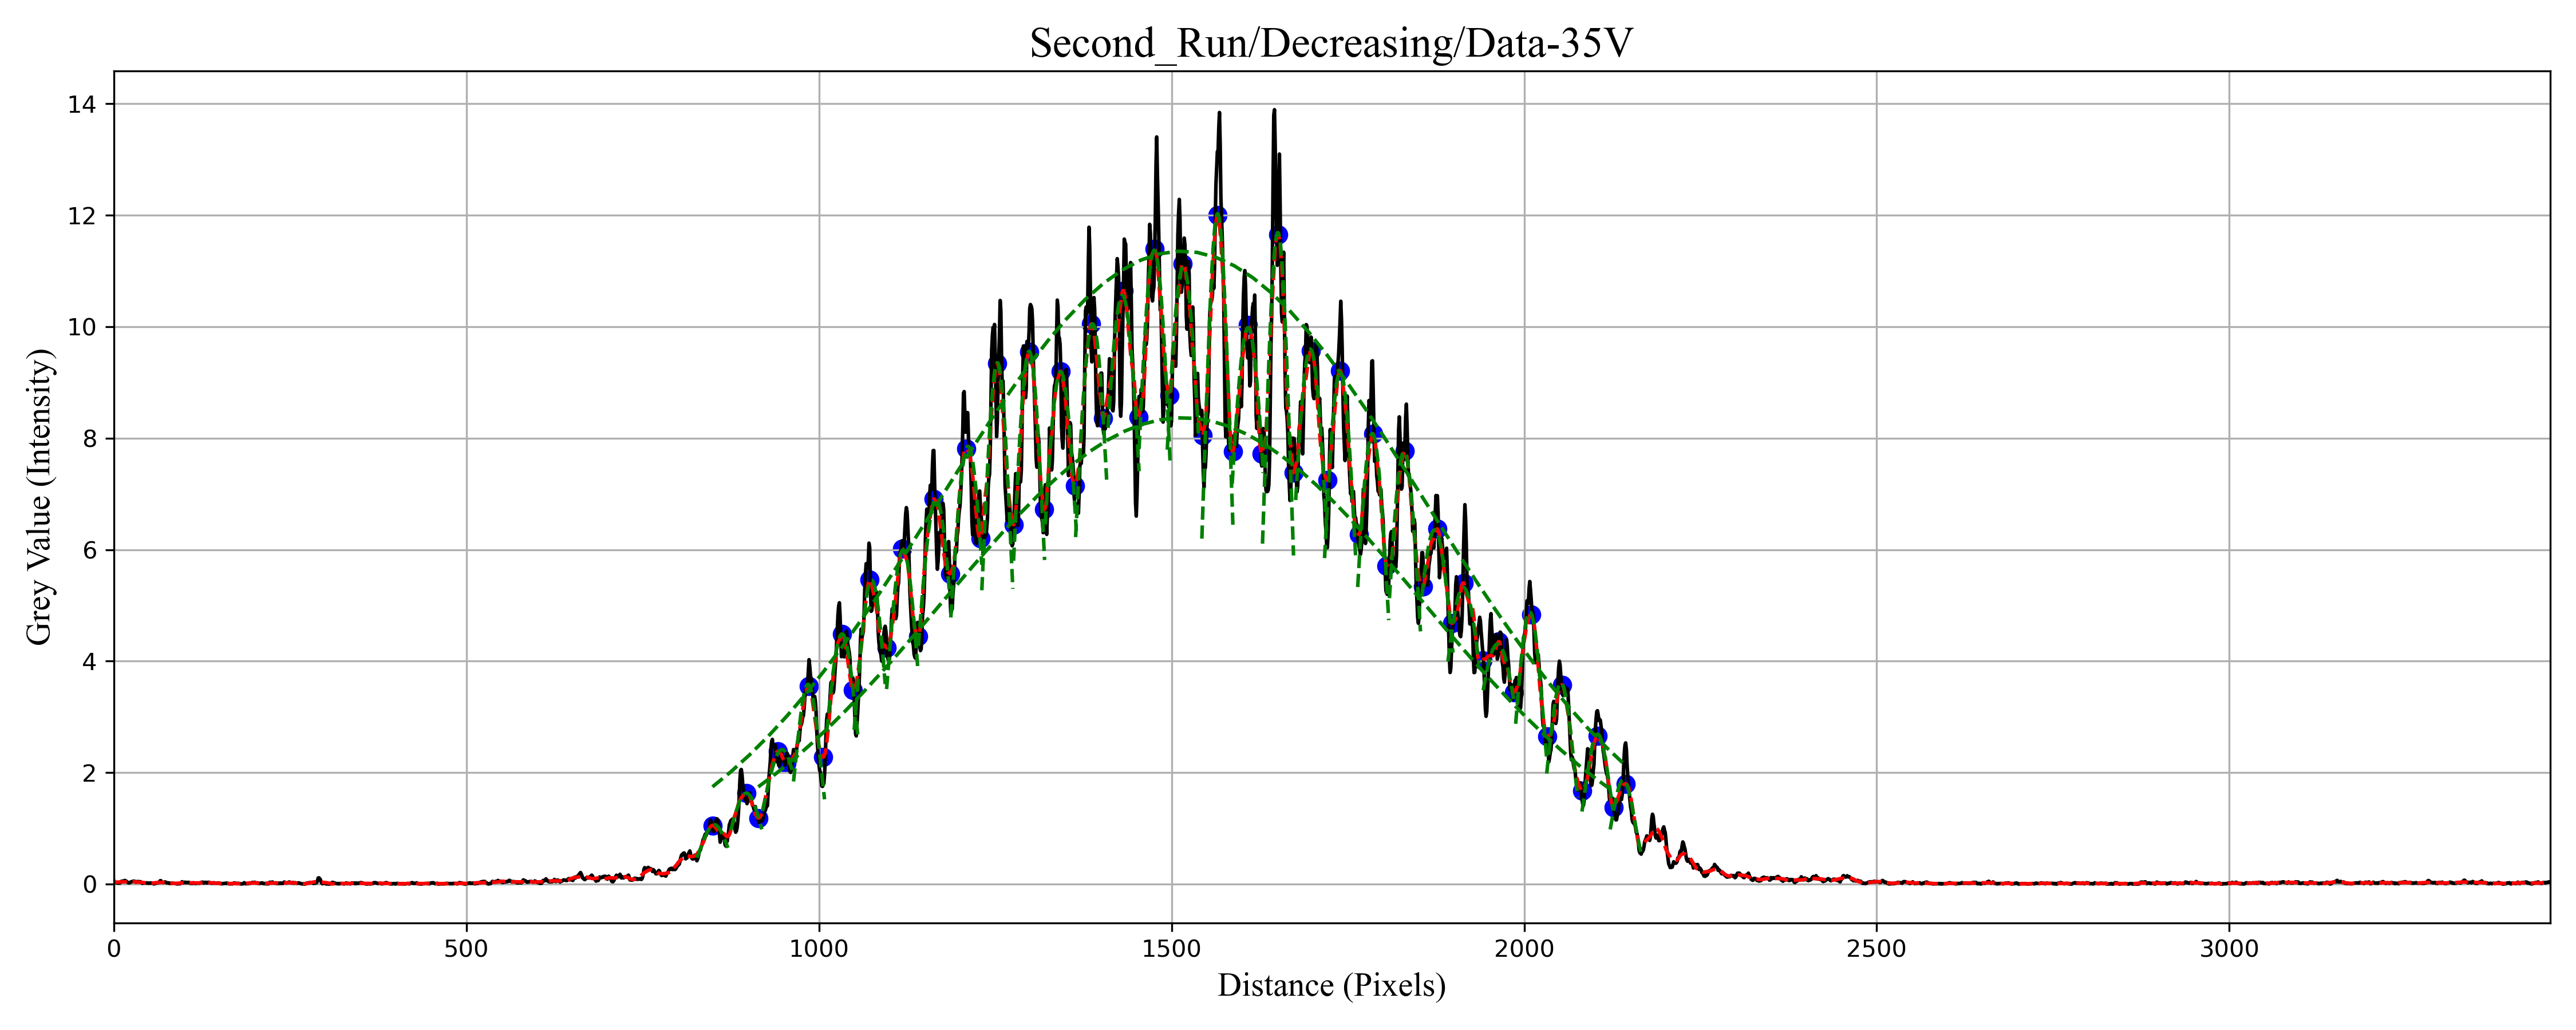 Second_Run/Decreasing/Data-35V
Grey Value (Intensity)
14
12
10
8
6
4
2
0
0 500 1000 1500 2000 2500 3000
Distance (Pixels)